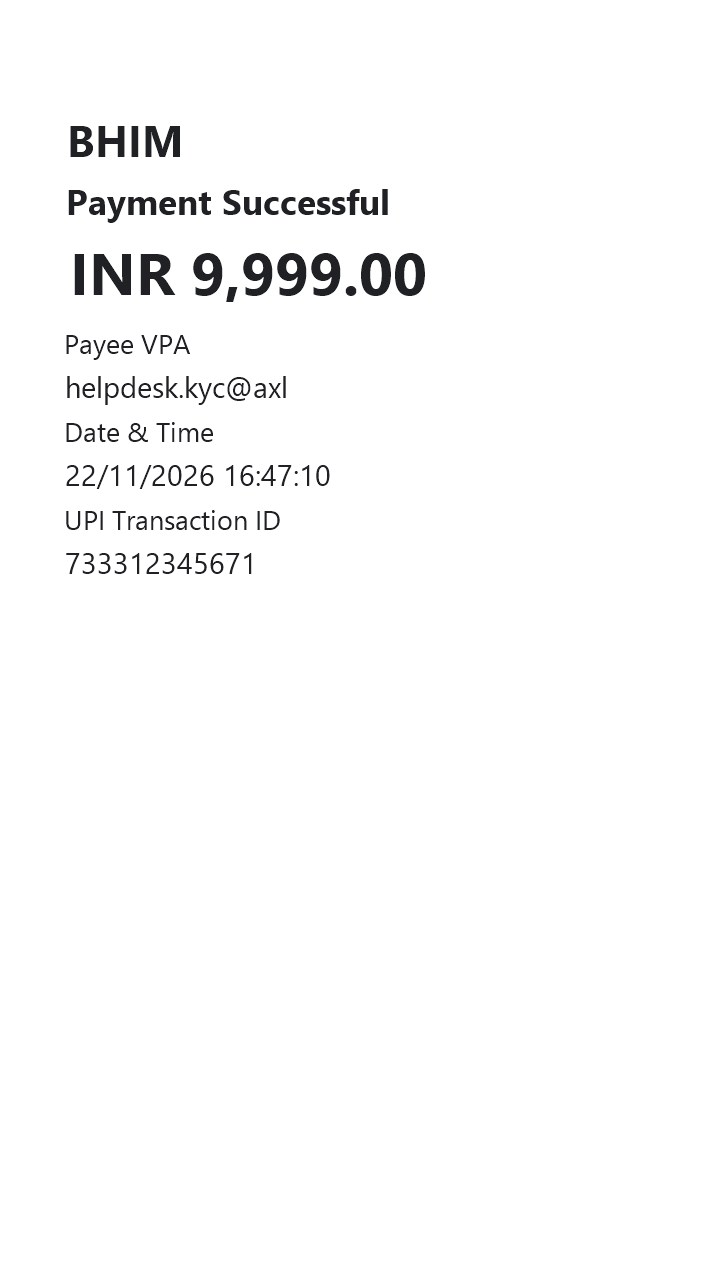 BHIM
Payment Successful
INR 9,999.00
Payee VPA
helpdesk.kyc@axl
Date & Time
22/11/2026 16:47:10
UPI Transaction ID
733312345671